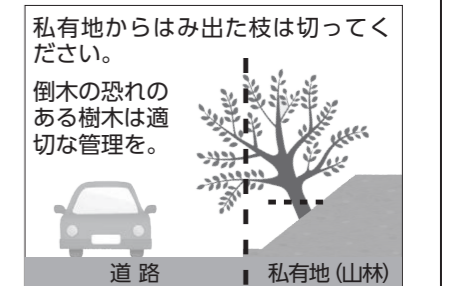 私有地からはみ出た枝は切ってく
ださい。
倒木の恐れの
ある樹木は適
切な管理を。
道路
私有地(山林)